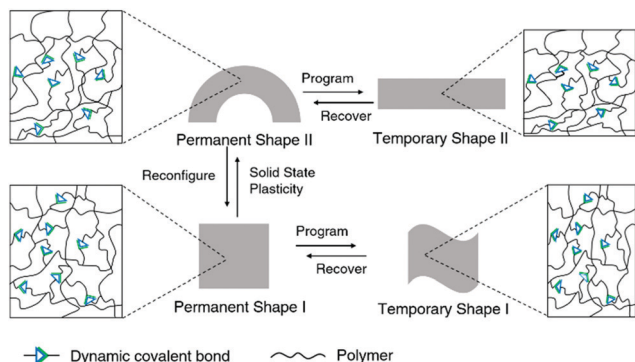 Program
Recover
Permanent Shape II
Temporary Shape II
Reconfigure
Solid State
Plasticity
Program
Recover
Permanent Shape I
Temporary Shape I
Dynamic covalent bond
Polymer